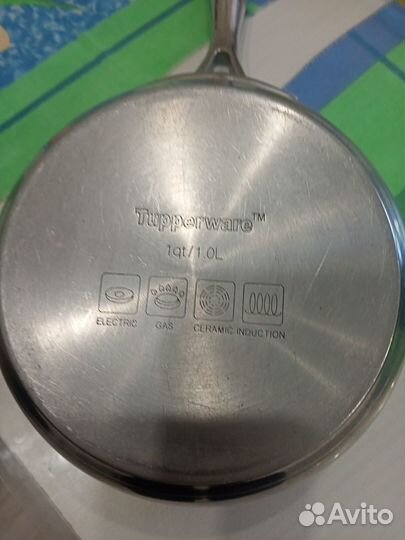 Tupperware™
1qt/1.0L
ELECTRIC GAS CERAMIC INDUCTION
Avito